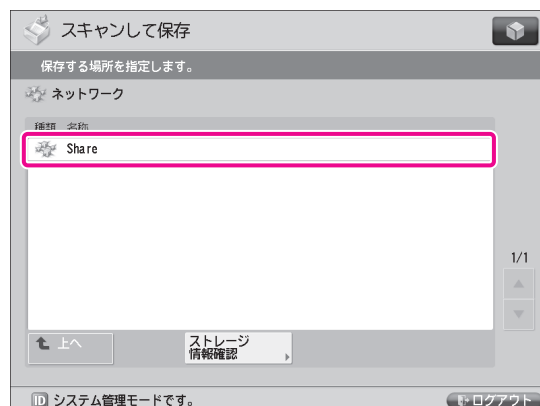 スキャンして保存
保存する場所を指定します。
ネットワーク
種類 名称
Share
1/1
上へ
ストレージ
情報確認
ID システム管理モードです。
ログアウト